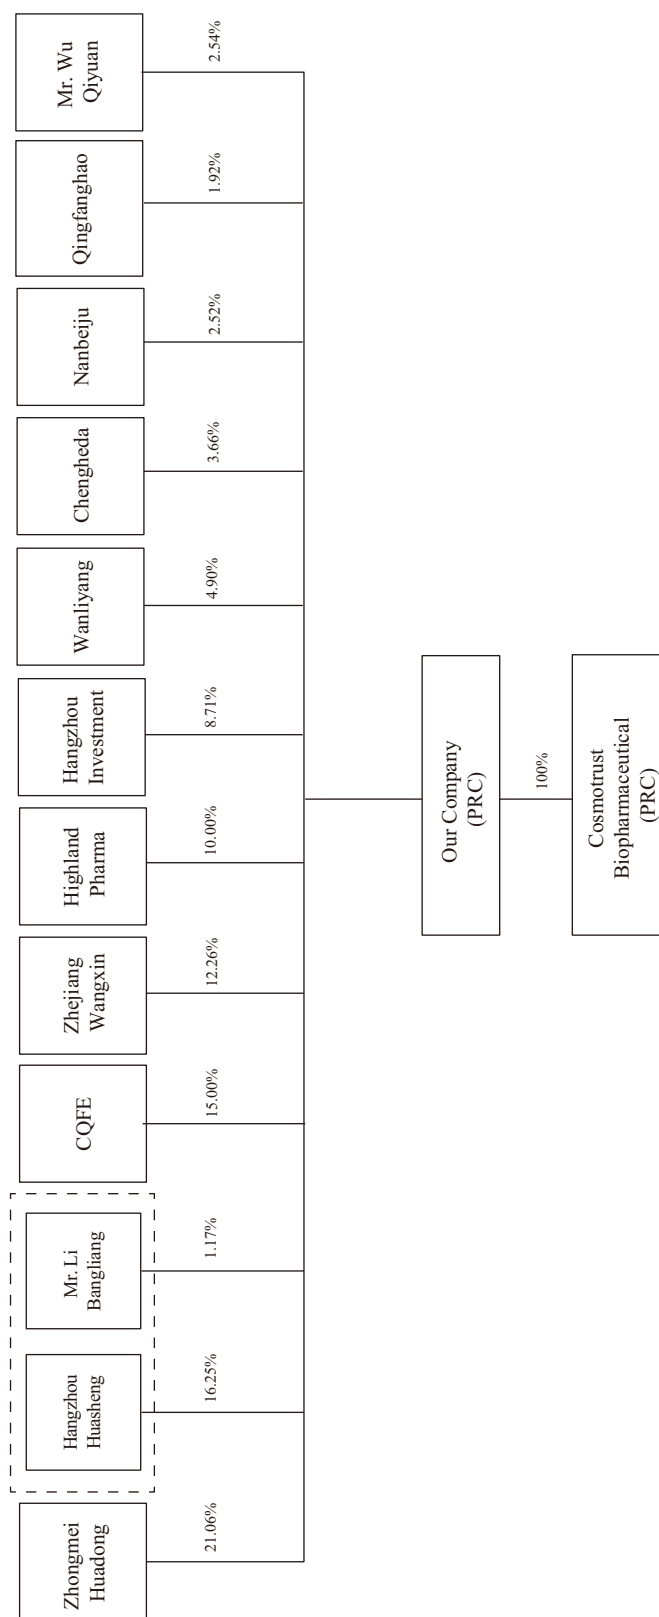 Zhongmei
Huadong
Hangzhou
Huasheng
Mr. Li
Bangliang
CQFE
Zhejiang
Wangxin
Highland
Pharma
Hangzhou
Investment
Wanliyang
Chengheda
Nanbeiju
Qingfanghao
Mr. Wu
Qiyuan
21.06%
16.25%
1.17%
15.00%
12.26%
10.00%
8.71%
4.90%
3.66%
2.52%
1.92%
2.54%
Our Company
(PRC)
100%
Cosmotrust
Biopharmaceutical
(PRC)